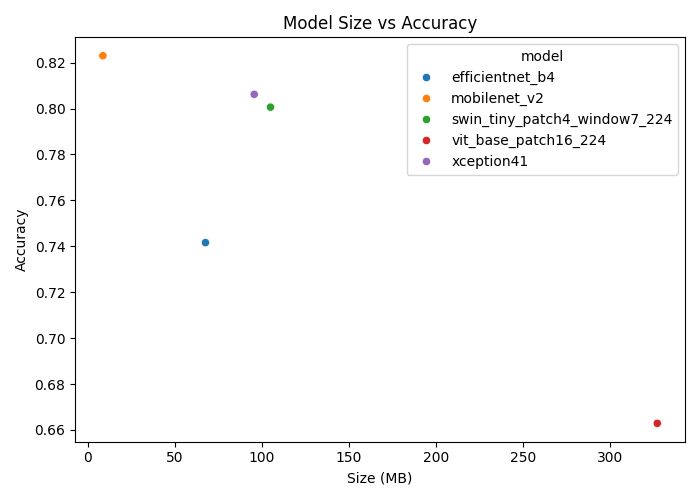 Model Size vs Accuracy
model
efficientnet_b4
mobilenet_v2
swin_tiny_patch4_window7_224
vit_base_patch16_224
xception41
Accuracy
0.82
0.80
0.78
0.76
0.74
0.72
0.70
0.68
0.66
0 50 100 150 200 250 300
Size (MB)